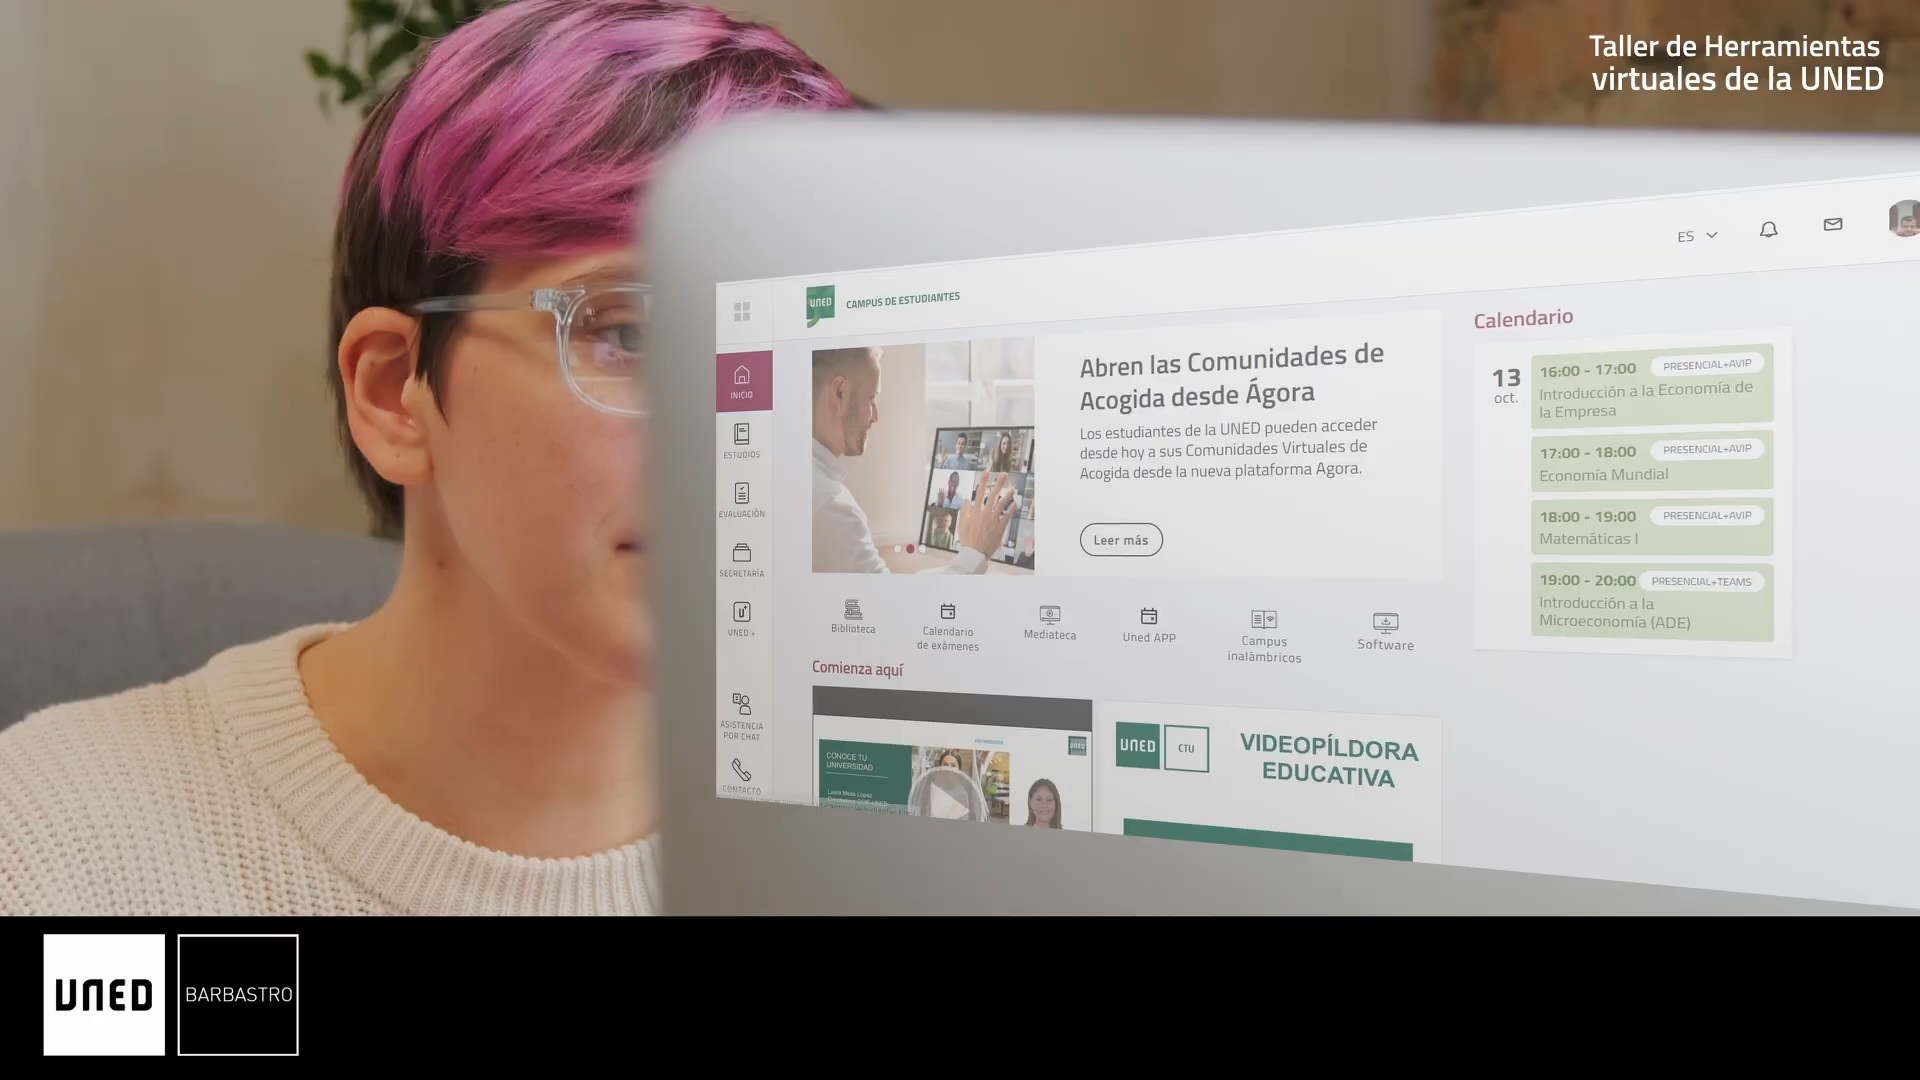 Taller de Herramientas
virtuales de la UNED
ES
UNED
CAMPUS DE ESTUDIANTES
INICIO
ESTUDIOS
EVALUACIÓN
SECRETARÍA
UNED +
ASISTENCIA
POR CHAT
CONTACTO
Abren las Comunidades de
Acogida desde Ágora
Los estudiantes de la UNED pueden acceder
desde hoy a sus Comunidades Virtuales de
Acogida desde la nueva plataforma Agora.
Leer más
Calendario
13
oct.
16:00 - 17:00 PRESENCIAL+AVIP
Introducción a la Economía de
la Empresa
17:00 - 18:00 PRESENCIAL+AVIP
Economía Mundial
18:00 - 19:00 PRESENCIAL+AVIP
Matemáticas I
19:00 - 20:00 PRESENCIAL+TEAMS
Introducción a la
Microeconomía (ADE)
Biblioteca
Calendario
de exámenes
Mediateca
Uned APP
Campus
inalámbricos
Software
Comienza aquí
CONOCE TU
UNIVERSIDAD
Laura Mesa López
UNED
UNED CTU
VIDEOPÍLDORA
EDUCATIVA
UNED BARBASTRO